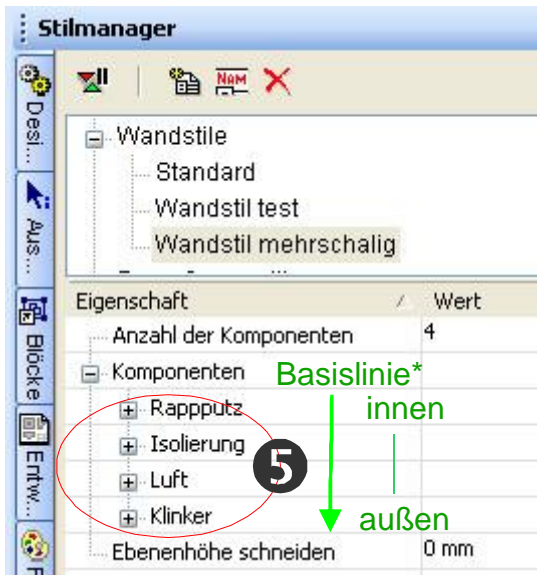 Stilmanager
NAM
Wandstile
Standard
Wandstil test
Wandstil mehrschalig
Eigenschaft Wert
Anzahl der Komponenten 4
Komponenten Basislinie*
Rappputz innen
Isolierung
5
Luft
Klinker außen
Ebenenhöhe schneiden 0 mm
Desi...
Aus...
Blöcke
Entw...